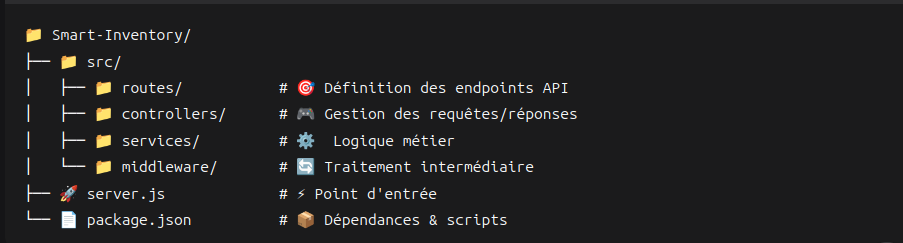 📁 Smart-Inventory/
├── 📁 src/
│   ├── 📁 routes/           # 🎯 Définition des endpoints API
│   ├── 📁 controllers/      # 🎮 Gestion des requêtes/réponses
│   ├── 📁 services/         # ⚙️  Logique métier
│   └── 📁 middleware/       # 🔄 Traitement intermédiaire
├── 🚀 server.js             # ⚡ Point d'entrée
└── 📄 package.json          # 📦 Dépendances & scripts